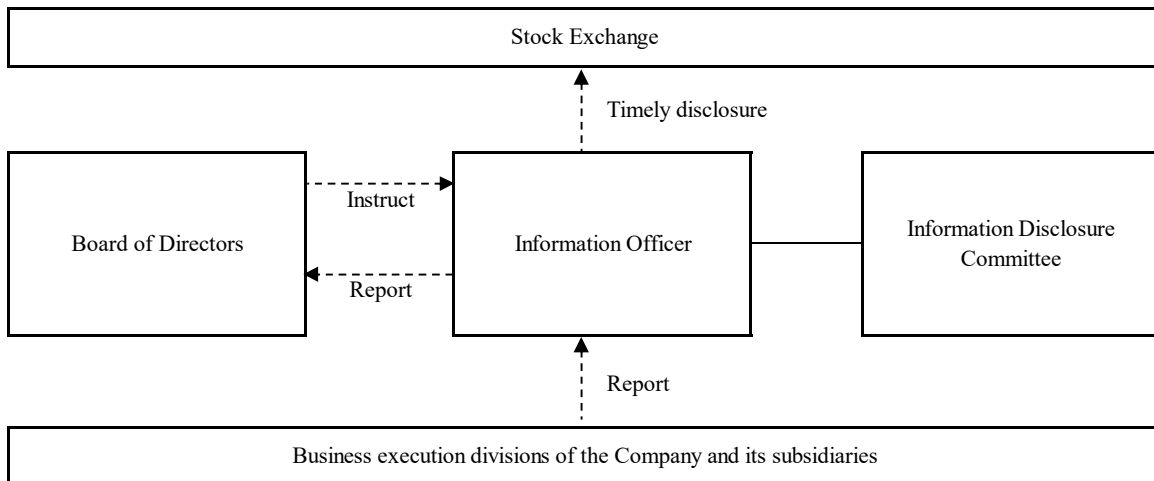 Stock Exchange
Timely disclosure
Instruct
Board of Directors
Information Officer
Information Disclosure
Committee
Report
Report
Business execution divisions of the Company and its subsidiaries